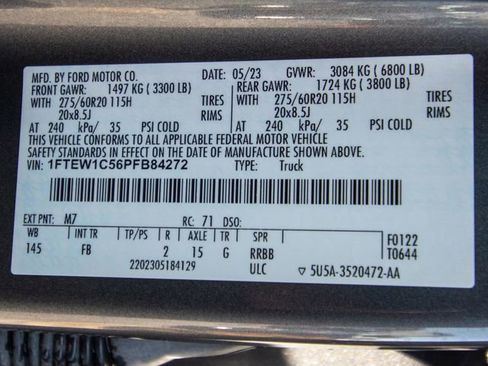 MFD. BY FORD MOTOR CO. DATE: 05/23 GVWR: 3084 KG ( 6800 LB)
FRONT GAWR: 1497 KG ( 3300 LB) REAR GAWR: 1724 KG ( 3800 LB)
WITH 275/60R20 115H TIRES WITH 275/60R20 115H TIRES
20x8.5J RIMS 20x8.5J RIMS
AT 240 kPa/ 35 PSI COLD AT 240 kPa/ 35 PSI COLD
THIS VEHICLE CONFORMS TO ALL APPLICABLE FEDERAL MOTOR VEHICLE
SAFETY STANDARDS IN EFFECT ON THE DATE OF MANUFACTURE SHOWN ABOVE.
VIN: 1FTEW1C56PFB84272 TYPE: Truck
EXT PNT: M7 RC: 71 DSO:
WB INT TR TP/PS R AXLE TR SPR F0122
145 FB 2 15 G RRBB T0644
2202305184129 ULC ▽ 5U5A-3520472-AA